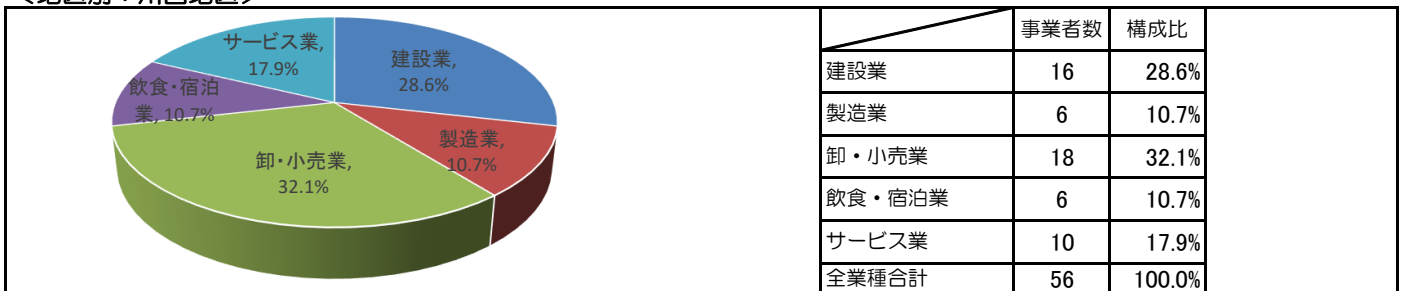 サービス業,
17.9%
建設業,
28.6%
飲食・宿泊
業, 10.7%
製造業,
10.7%
卸・小売業,
32.1%
事業者数 構成比
建設業 16 28.6%
製造業 6 10.7%
卸・小売業 18 32.1%
飲食・宿泊業 6 10.7%
サービス業 10 17.9%
全業種合計 56 100.0%